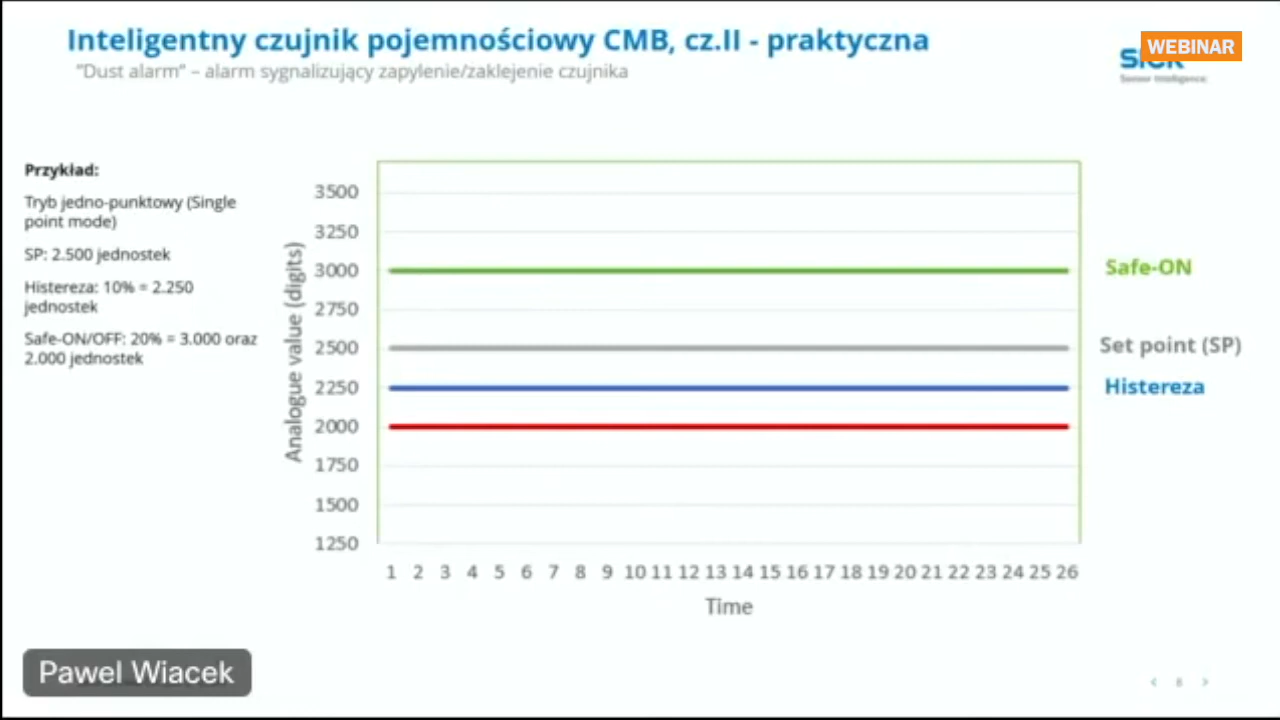 Inteligentny czujnik pojemnościowy CMB, cz.II - praktyczna
"Dust alarm" – alarm sygnalizujący zapylenie/zaklejenie czujnika
WEBINAR
Sensor Intelligence.
Przykład:
Tryb jedno-punktowy (Single
point mode)
SP: 2.500 jednostek
Histereza: 10% = 2.250
jednostek
Safe-ON/OFF: 20% = 3.000 oraz
2.000 jednostek
Analogue value (digits)
3500
3250
3000
2750
2500
2250
2000
1750
1500
1250
Safe-ON
Set point (SP)
Histereza
1 2 3 4 5 6 7 8 9 10 11 12 13 14 15 16 17 18 19 20 21 22 23 24 25 26
Time
Pawel Wiacek
< 8 >